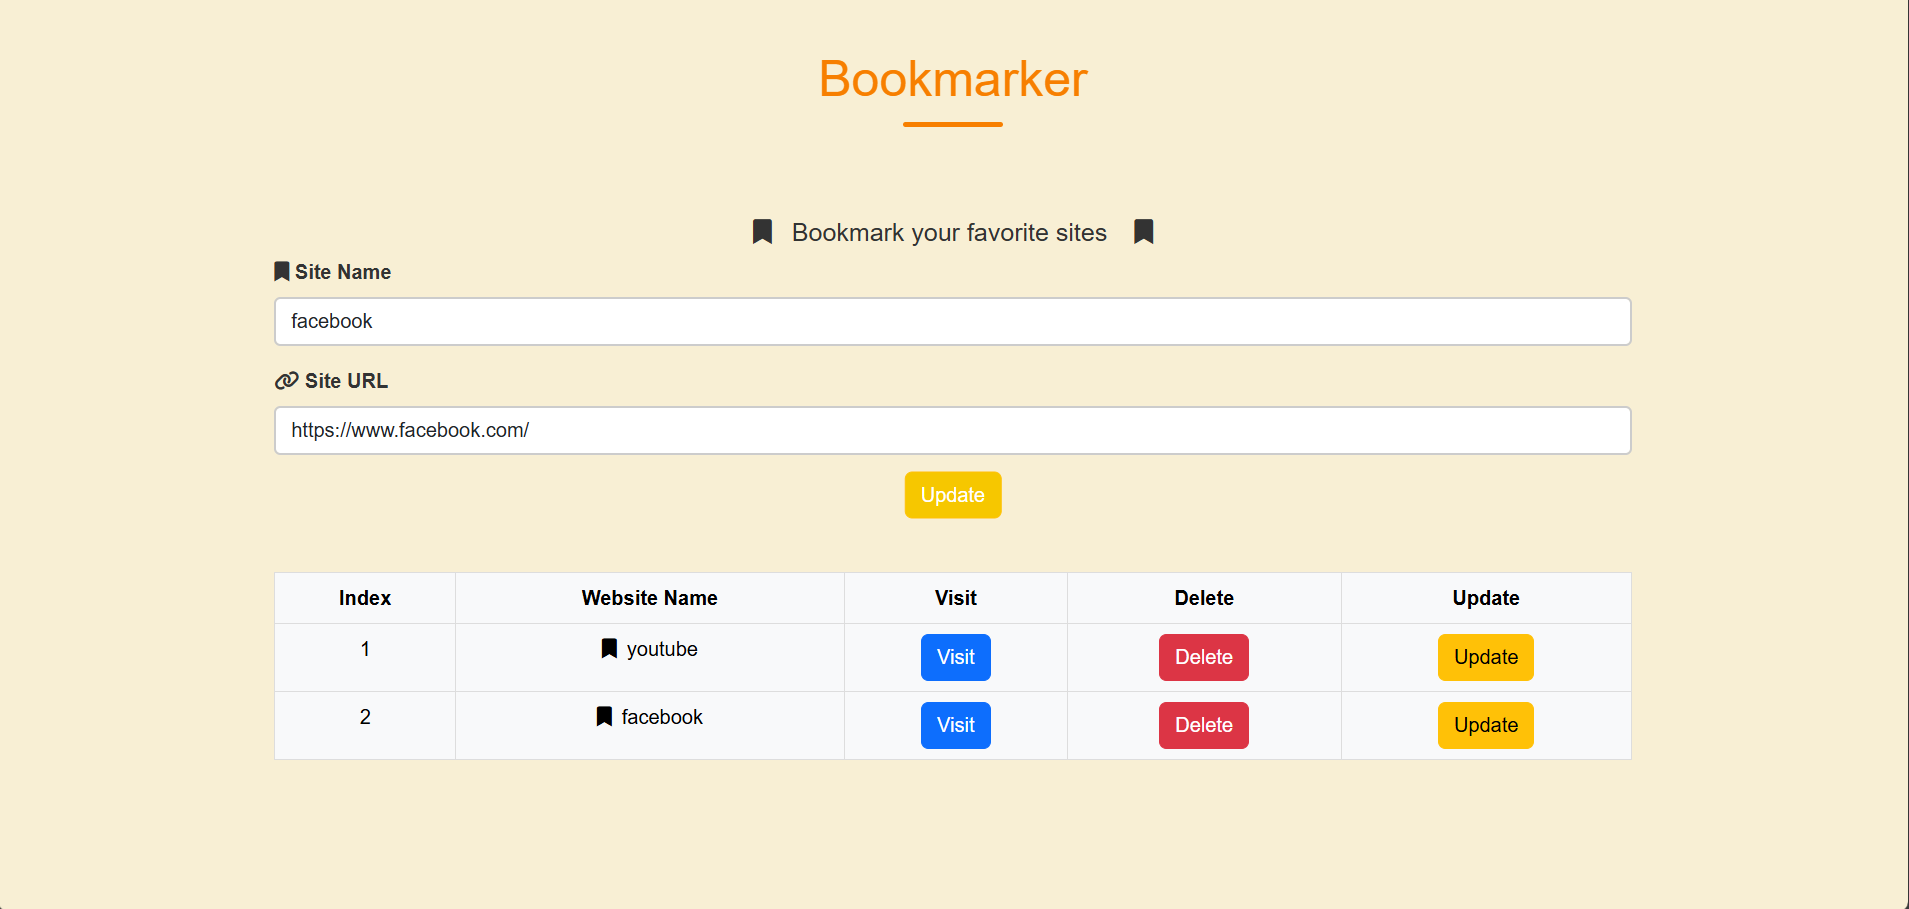 Bookmarker
Bookmark your favorite sites
Site Name
facebook
Site URL
https://www.facebook.com/
Update
Index Website Name Visit Delete Update
1 youtube Visit Delete Update
2 facebook Visit Delete Update